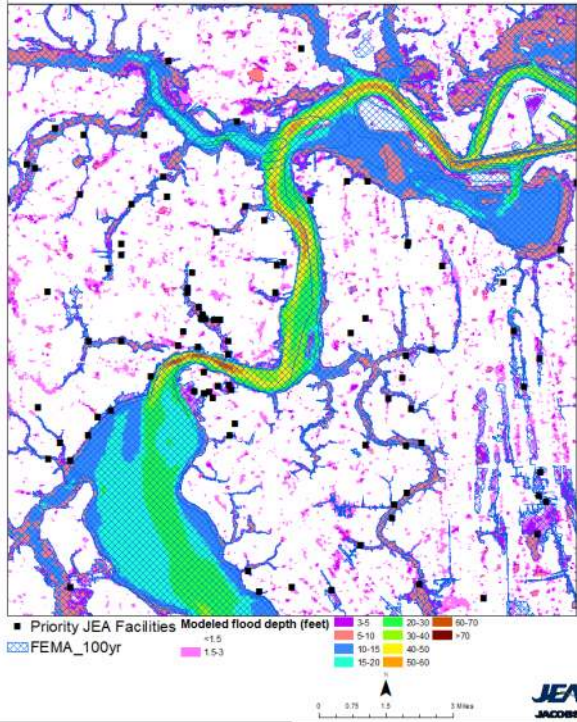 Priority JEA Facilities
FEMA_100yr
Modeled flood depth (feet)
<1.5
1.5-3
3-5
5-10
10-15
15-20
20-30
30-40
40-50
50-60
60-70
>70
N
0 0.75 1.5 3 Miles
JEA
JACOBS